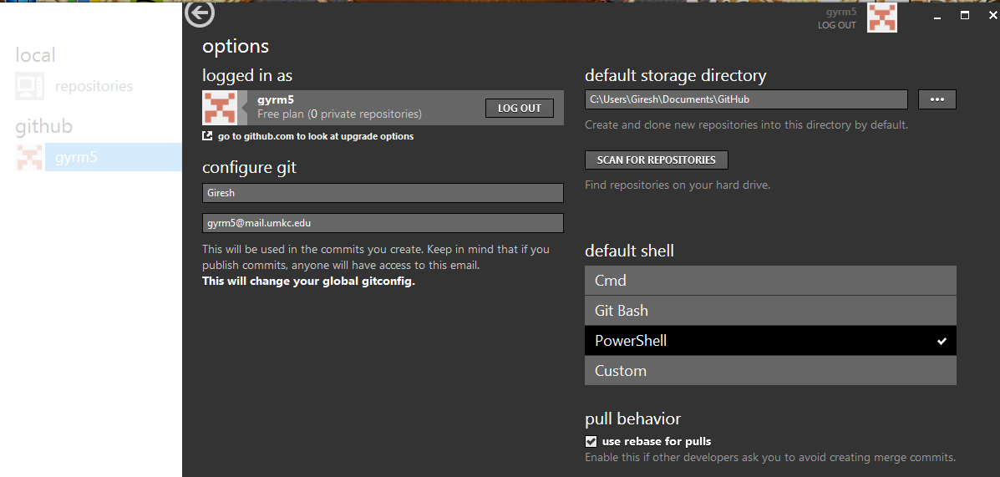 local
repositories
github
gyrm5
gyrm5
LOG OUT
options
logged in as
gyrm5
Free plan (0 private repositories)
LOG OUT
go to github.com to look at upgrade options
configure git
Giresh
gyrm5@mail.umkc.edu
This will be used in the commits you create. Keep in mind that if you
publish commits, anyone will have access to this email.
This will change your global gitconfig.
default storage directory
C:\Users\Giresh\Documents\GitHub
...
Create and clone new repositories into this directory by default.
SCAN FOR REPOSITORIES
Find repositories on your hard drive.
default shell
Cmd
Git Bash
PowerShell
Custom
pull behavior
use rebase for pulls
Enable this if other developers ask you to avoid creating merge commits.